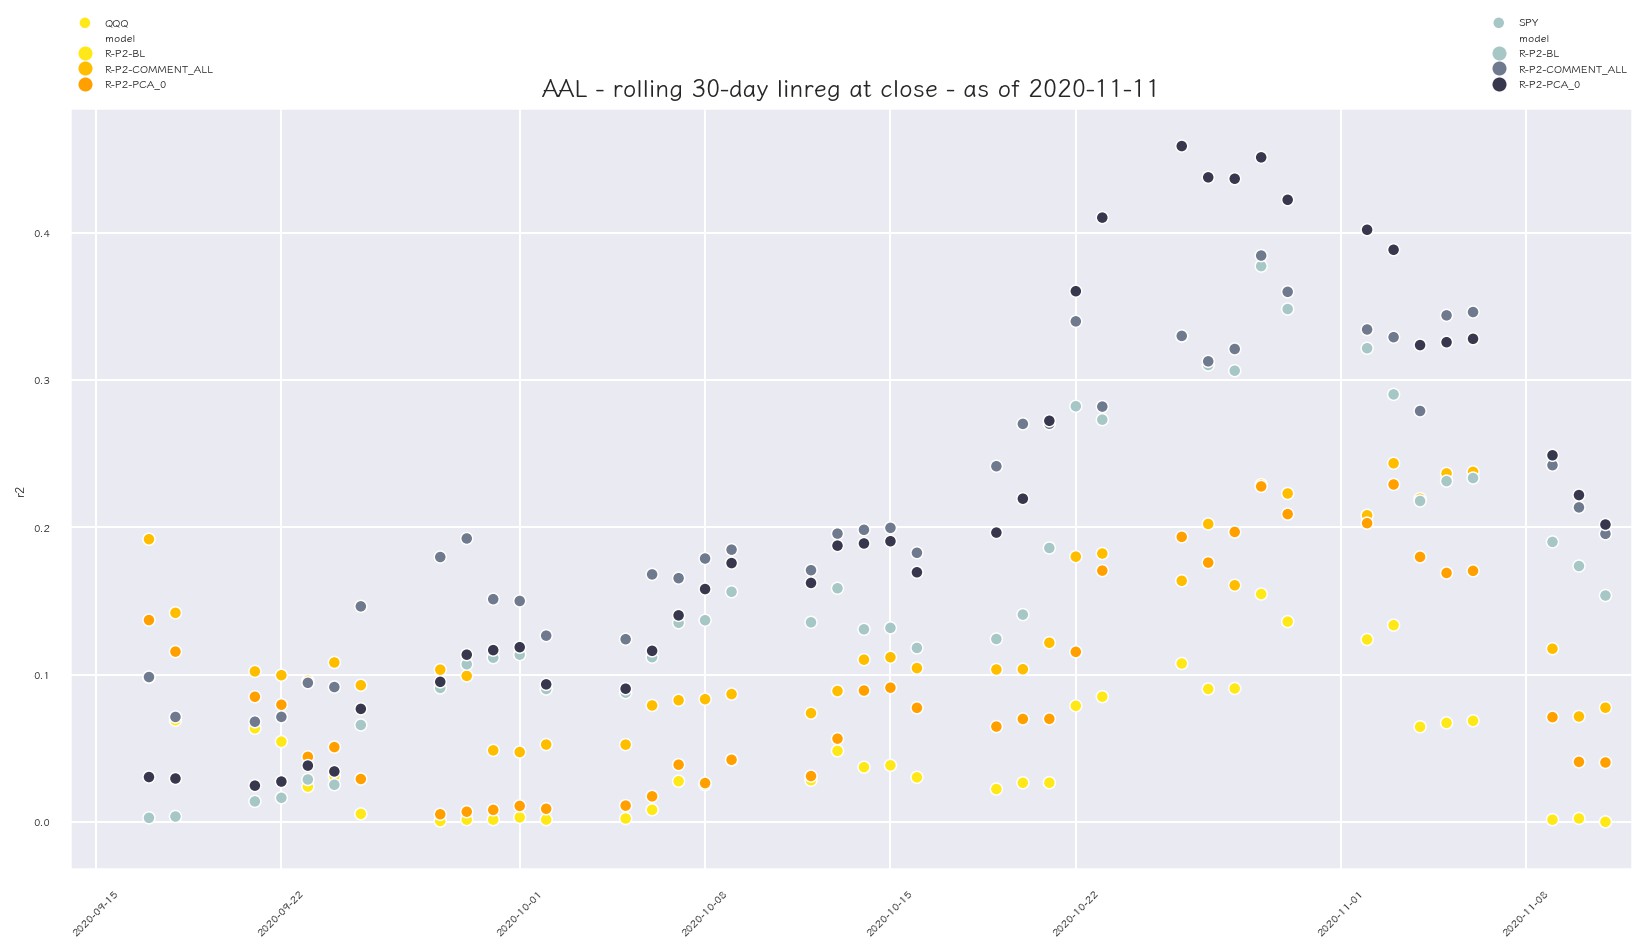 QQQ
model
R-P2-BL
R-P2-COMMENT_ALL
R-P2-PCA_0
SPY
model
R-P2-BL
R-P2-COMMENT_ALL
R-P2-PCA_0
AAL - rolling 30-day linreg at close - as of 2020-11-11
r2
0.4
0.3
0.2
0.1
0.0
2020-09-15
2020-09-22
2020-10-01
2020-10-08
2020-10-15
2020-10-22
2020-11-01
2020-11-08